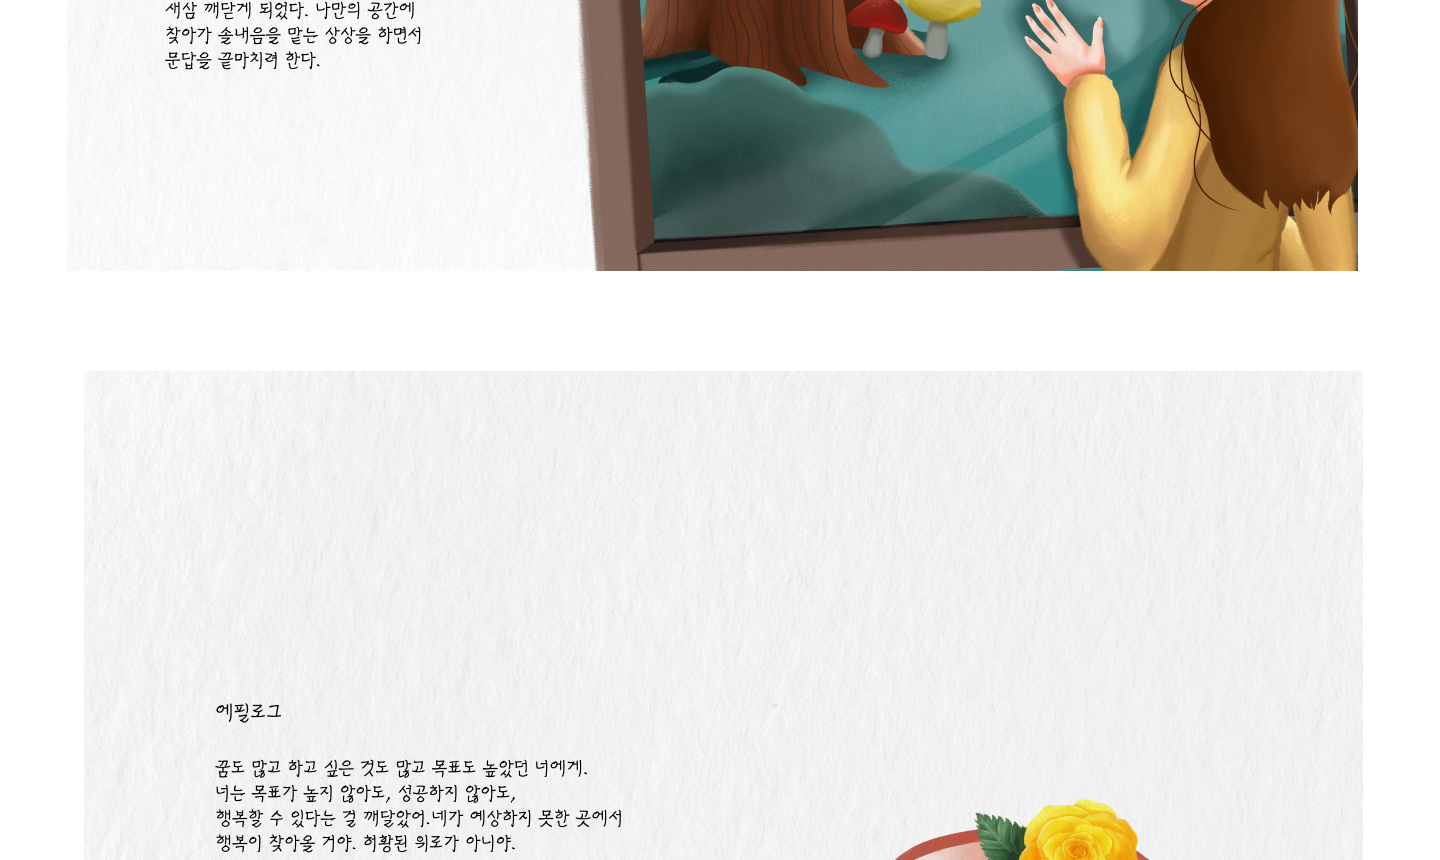 새삼 깨닫게 되었다. 나만의 공간에
찾아가 솔내음을 맡는 상상을 하면서
문답을 끝마치려 한다.
에필로그
꿈도 많고 하고 싶은 것도 많고 목표도 높았던 너에게.
너는 목표가 높지 않아도, 성공하지 않아도,
행복할 수 있다는 걸 깨달았어.네가 예상하지 못한 곳에서
행복이 찾아올 거야. 허황된 위로가 아니야.